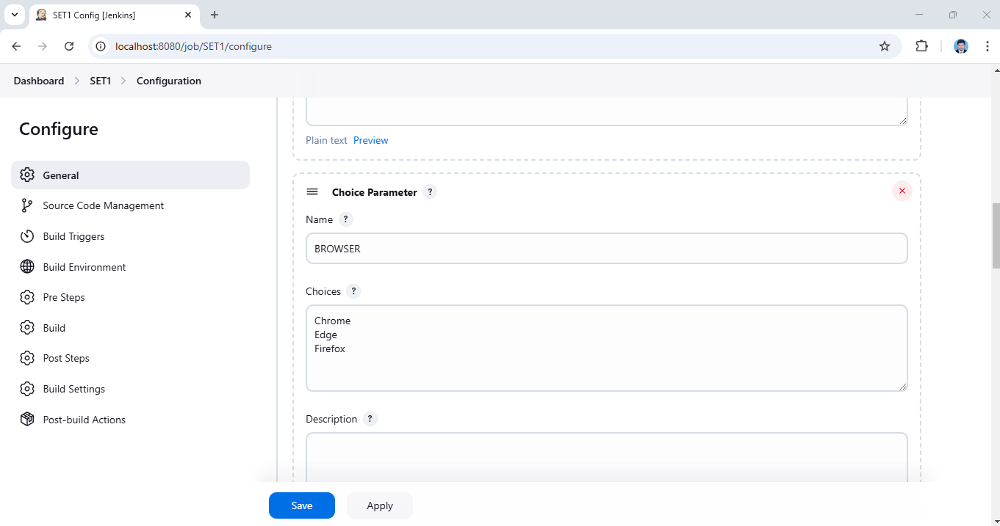 SET1 Config [Jenkins]
localhost:8080/job/SET1/configure
Dashboard SET1 Configuration
Configure
General
Source Code Management
Build Triggers
Build Environment
Pre Steps
Build
Post Steps
Build Settings
Post-build Actions
Plain text Preview
Choice Parameter ?
Name ?
BROWSER
Choices ?
Chrome
Edge
Firefox
Description ?
Save Apply